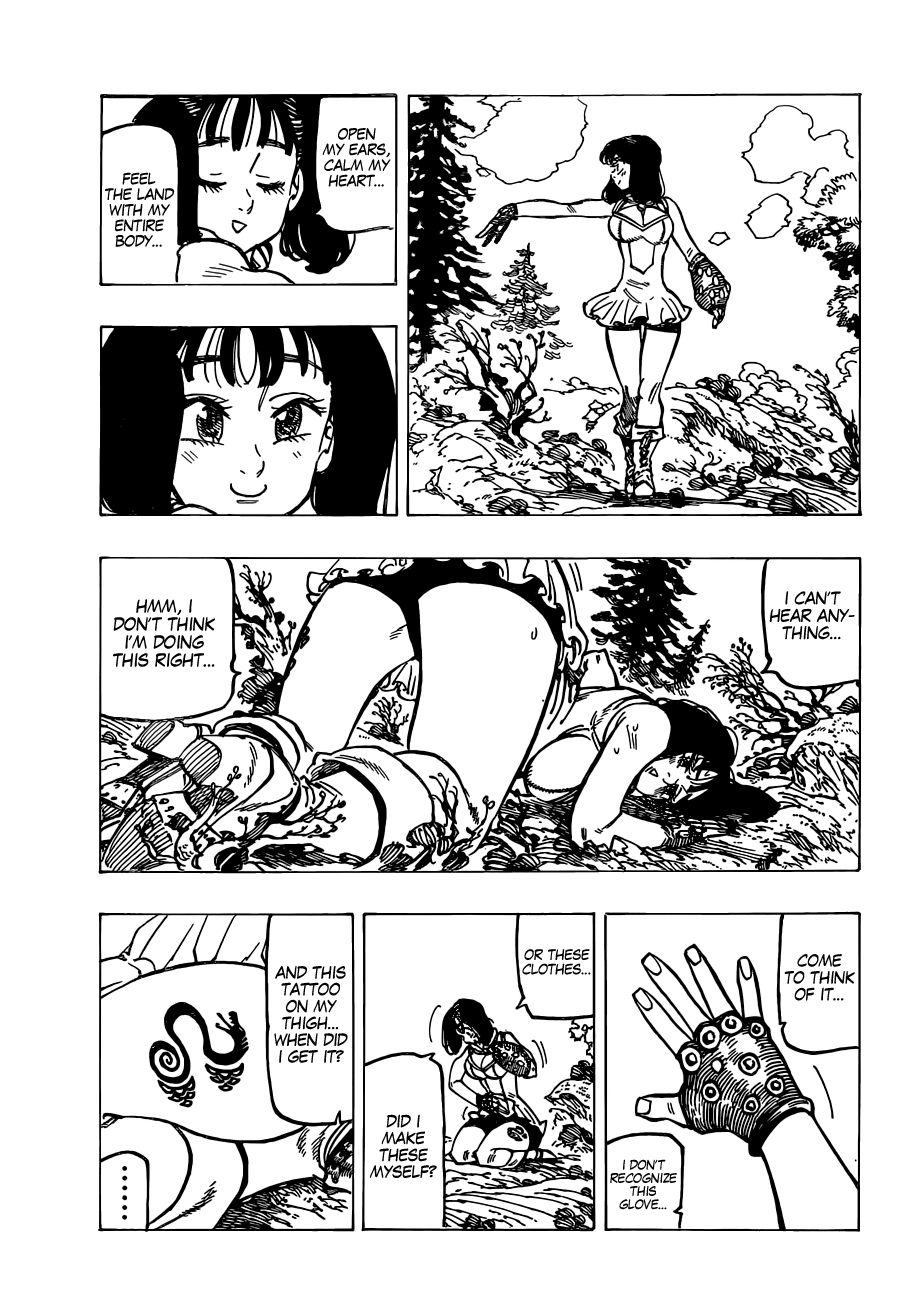 OPEN
MY EARS,
CALM MY
HEART...
FEEL
THE LAND
WITH MY
ENTIRE
BODY...
I CAN'T
HEAR ANY-
THING...
HMM, I
DON'T THINK
I'M DOING
THIS RIGHT...
COME
TO THINK
OF IT...
I DON'T
RECOGNIZE
THIS
GLOVE...
OR THESE
CLOTHES...
DID I
MAKE
THESE
MYSELF?
AND THIS
TATTOO
ON MY
THIGH...
WHEN DID
I GET IT?
......